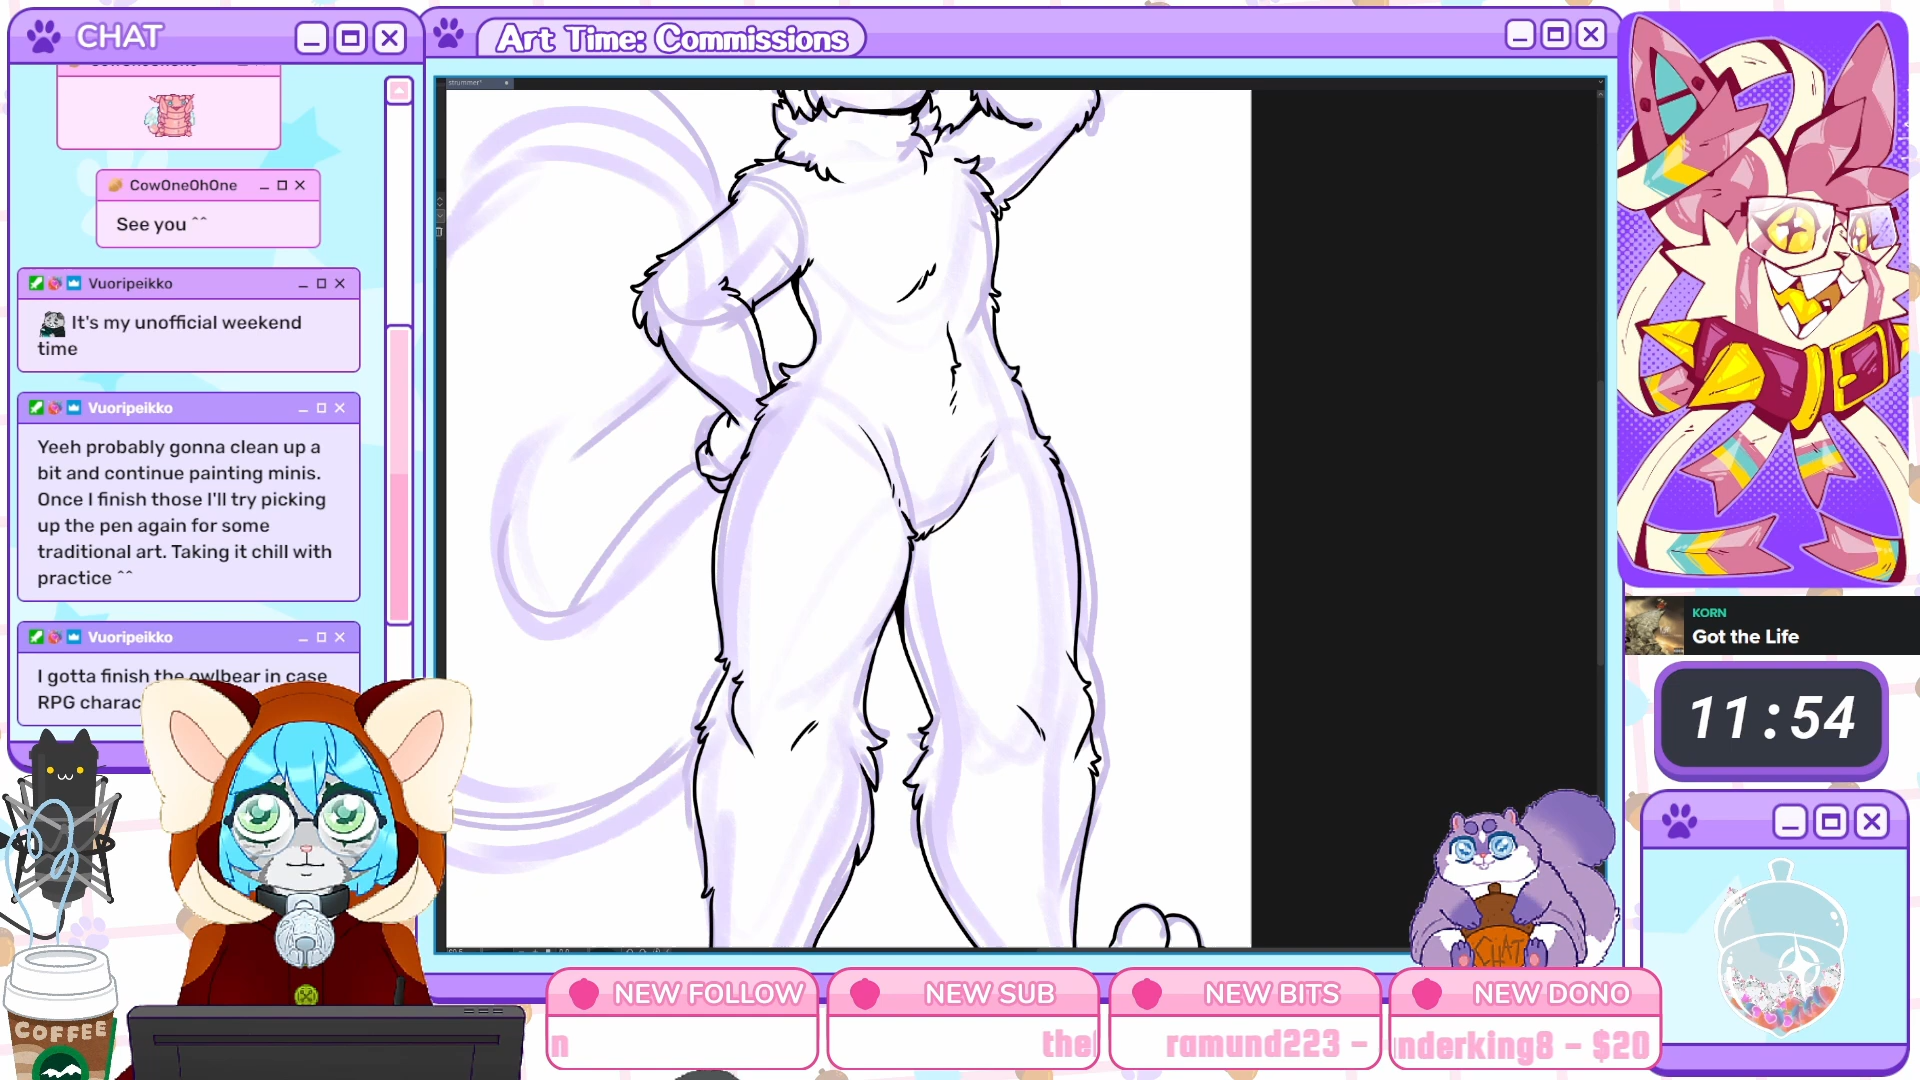 CHAT
Art Time: Commissions
strummer*
CowOneOhOne
See you ^^
Vuoripeikko
It's my unofficial weekend
time
Vuoripeikko
Yeeh probably gonna clean up a
bit and continue painting minis.
Once I finish those I'll try picking
up the pen again for some
traditional art. Taking it chill with
practice ^^
Vuoripeikko
I gotta finish the owlbear in case
RPG charac
KORN
Got the Life
11:54
CHAT
COFFEE
NEW FOLLOW
n
NEW SUB
the
NEW BITS
ramund223 -
NEW DONO
nderking8 - $20